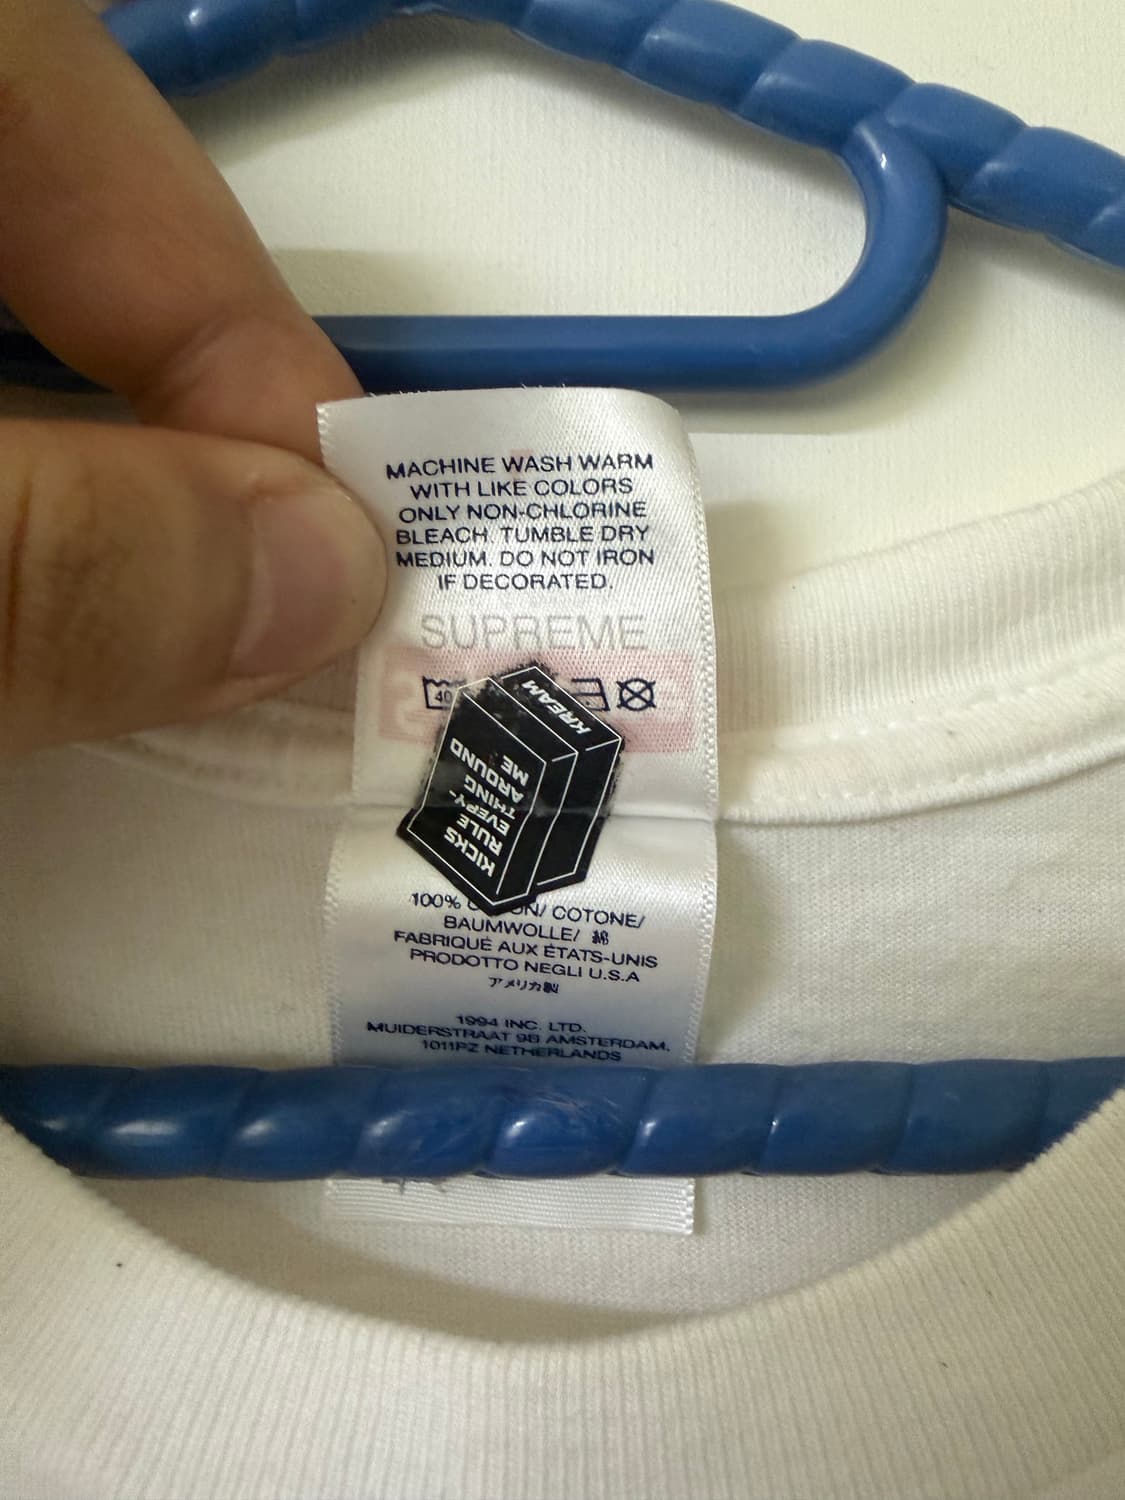 MACHINE WASH WARM
WITH LIKE COLORS
ONLY NON-CHLORINE
BLEACH. TUMBLE DRY
MEDIUM. DO NOT IRON
IF DECORATED.
SUPREME
40
KREAM
KICKS
RULE
EVERY-
THING
AROUND
ME
100% ON/ COTONE/
BAUMWOLLE/ 綿
FABRIQUÉ AUX ÉTATS-UNIS
PRODOTTO NEGLI U.S.A
アメリカ製
1994 INC. LTD.
MUIDERSTRAAT 9B AMSTERDAM,
1011PZ NETHERLANDS